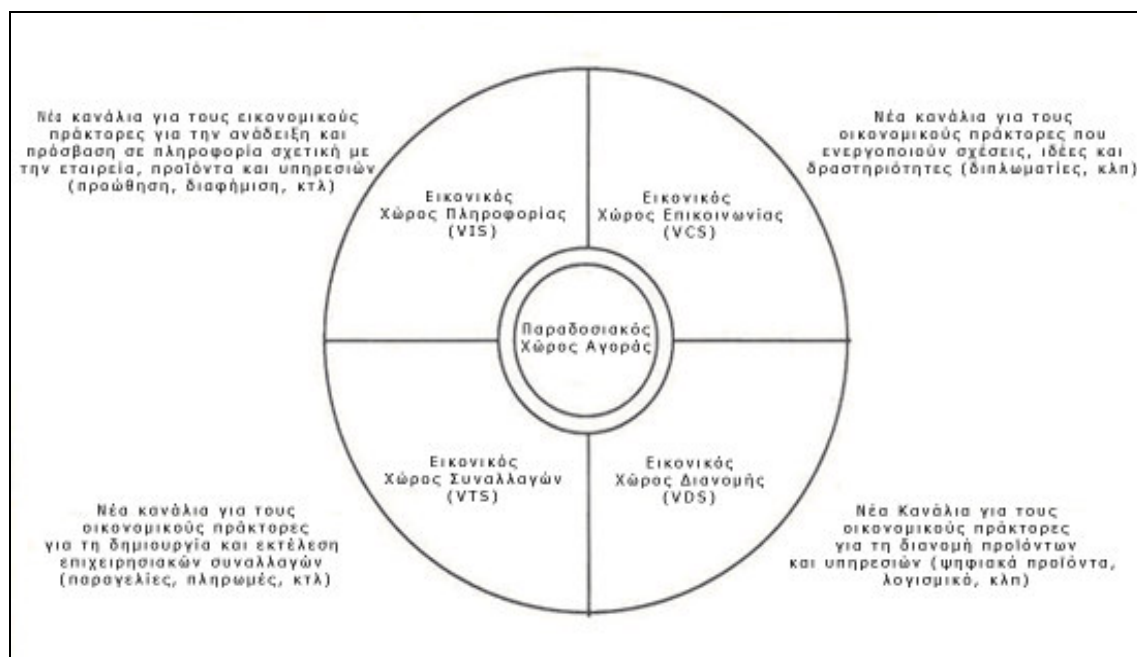 Νέα κανάλια για τους εικονομικούς
πράκτορες για την ανάδειξη και
πρόσβαση σε πληροφορία σχετική με
την εταιρεία, προϊόντα και υπηρεσιών
(προώθηση, διαφήμιση, κτλ)
Νέα κανάλια για τους
οικονομικούς πράκτορες που
ενεργοποιούν σχέσεις, ιδέες και
δραστηριότητες (διπλωματίες, κλπ)
Εικονικός
Χώρος Πληροφορίας
(VIS)
Εικονικός
Χώρος Επικοινωνίας
(VCS)
Παραδοσιακός
Χώρος Αγοράς
Εικονικός
Χώρος Συναλλαγών
(VTS)
Εικονικός
Χώρος Διανομής
(VDS)
Νέα κανάλια για τους
οικονομικούς πράκτορες
για τη δημιουργία και εκτέλεση
επιχειρησιακών συναλλαγών
(παραγελίες, πληρωμές, κτλ)
Νέα Κανάλια για τους
οικονομικούς πράκτορες
για τη διανομή προϊόντων
και υπηρεσιών (ψηφιακά προϊόντα,
λογισμικό, κλπ)